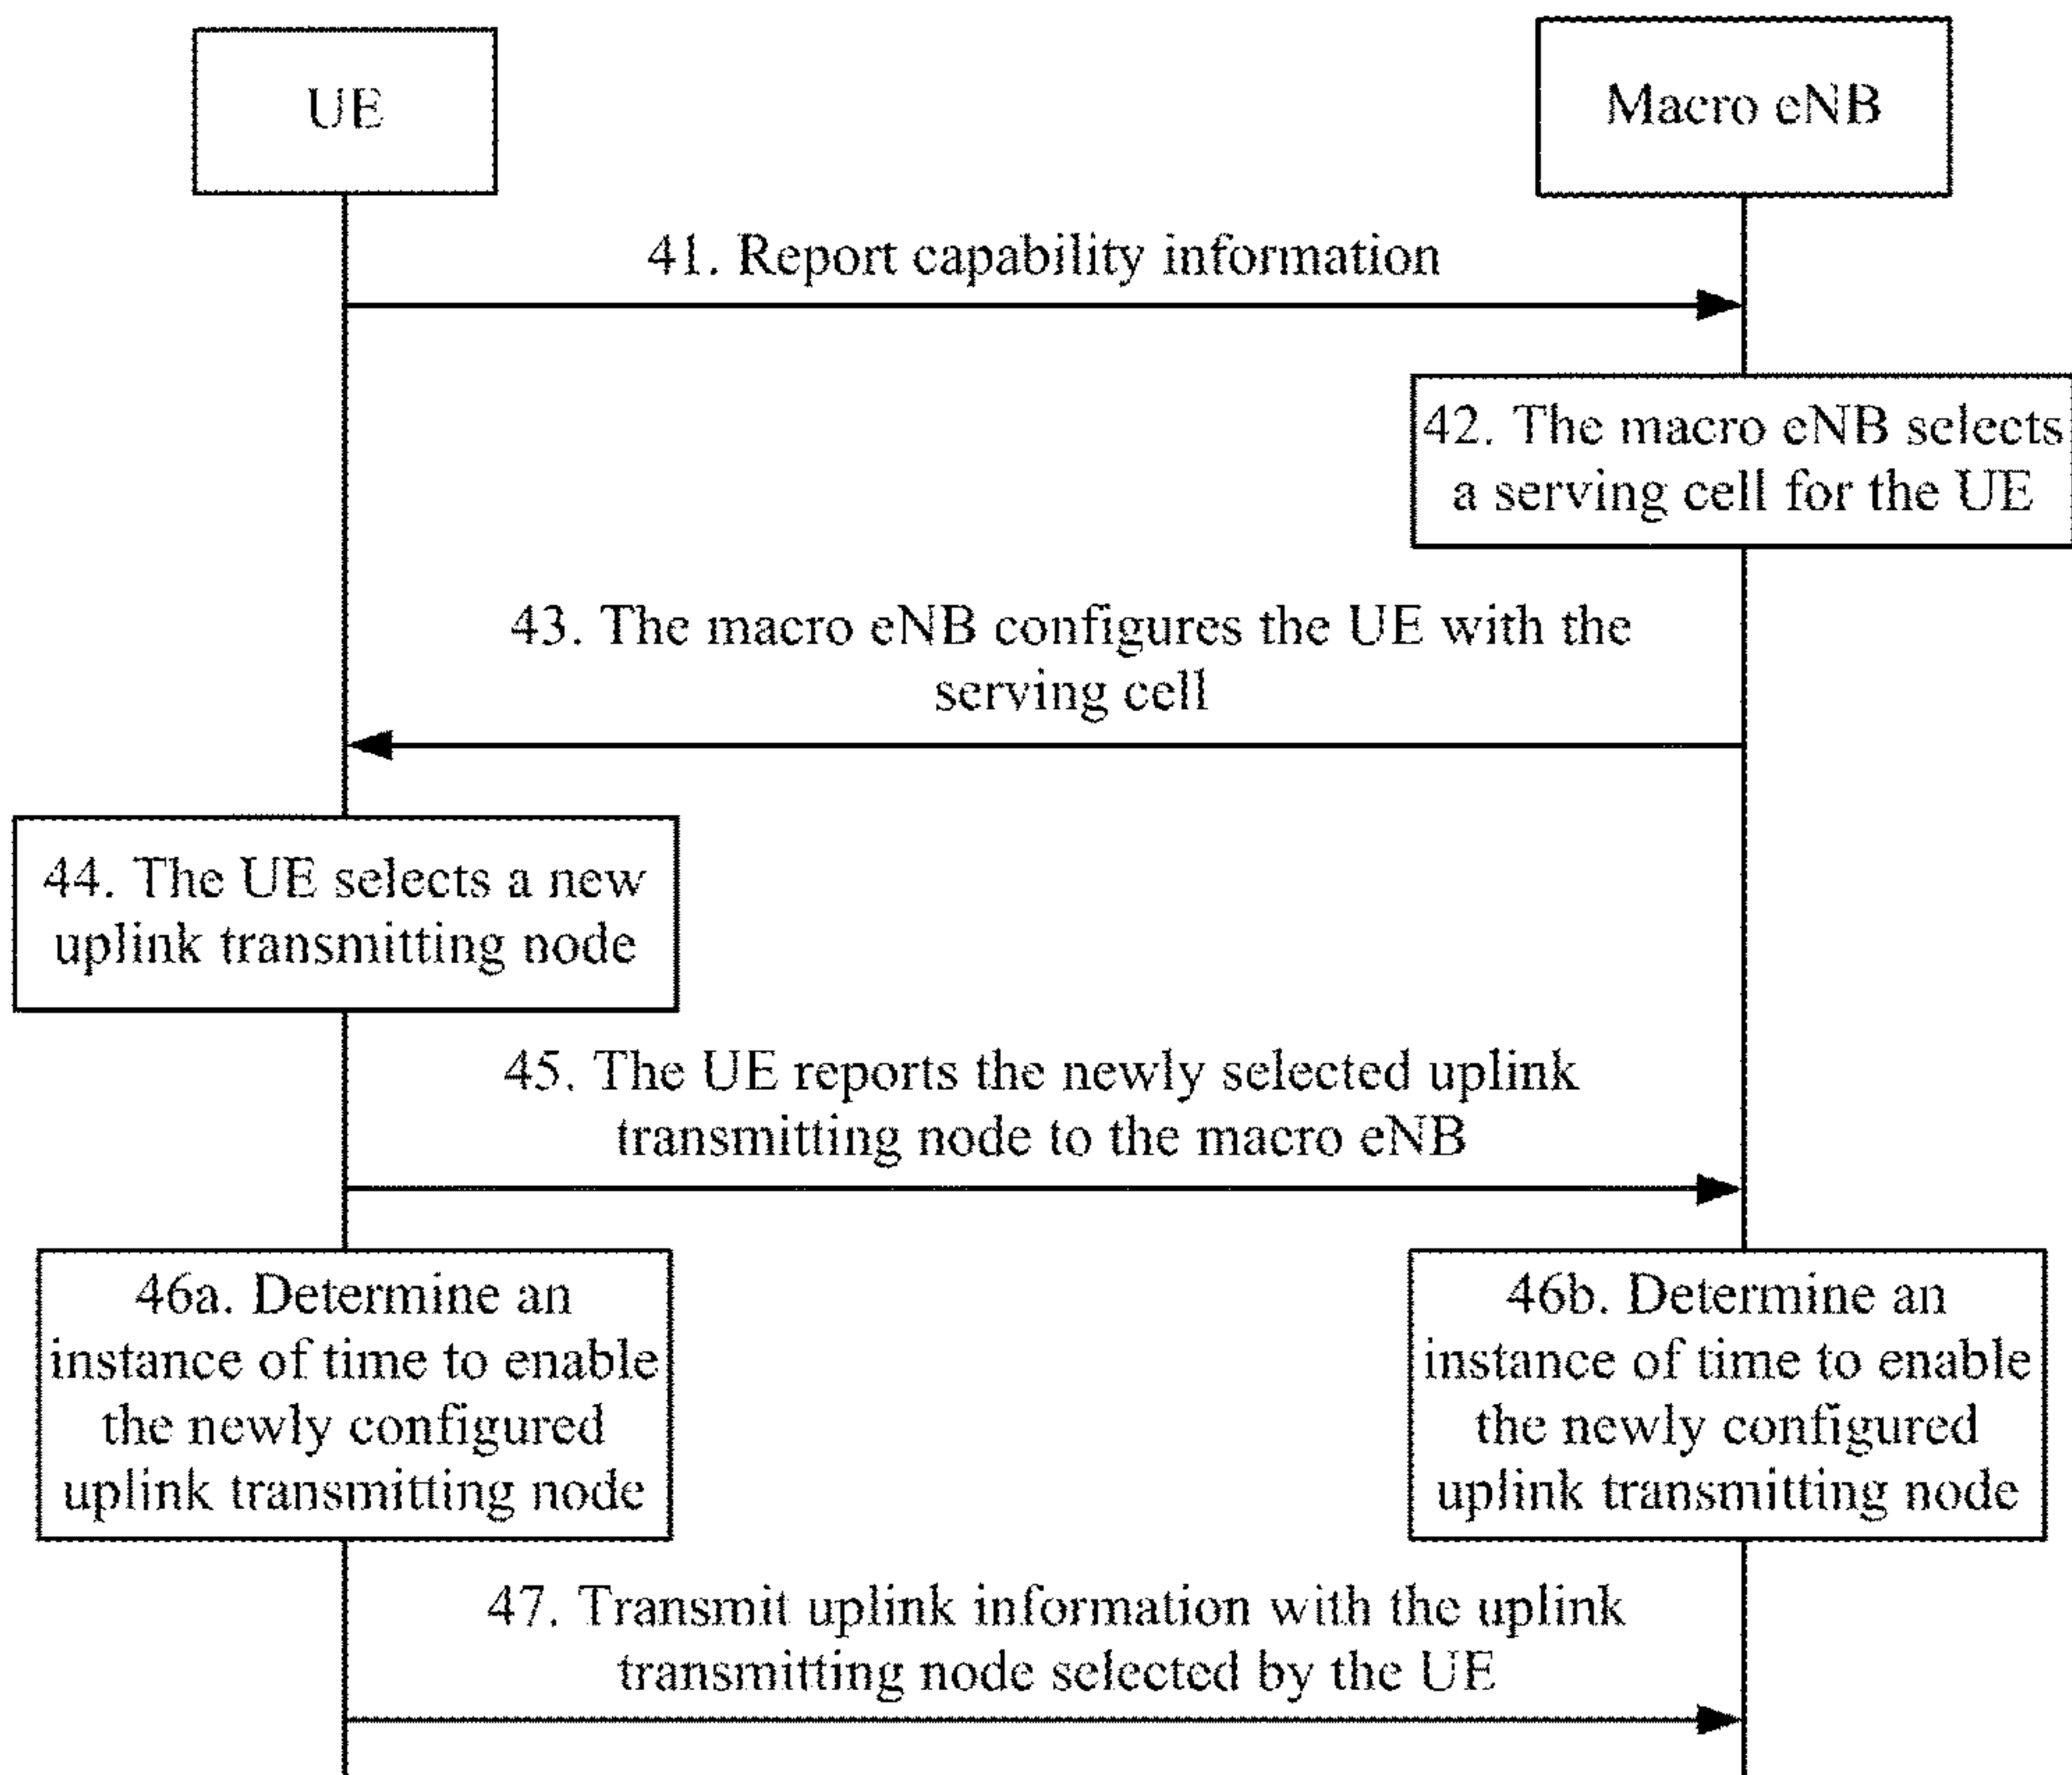 UE
Macro eNB
41. Report capability information
42. The macro eNB selects
a serving cell for the UE
43. The macro eNB configures the UE with the
serving cell
44. The UE selects a new
uplink transmitting node
45. The UE reports the newly selected uplink
transmitting node to the macro eNB
46a. Determine an
instance of time to enable
the newly configured
uplink transmitting node
46b. Determine an
instance of time to enable
the newly configured
uplink transmitting node
47. Transmit uplink information with the uplink
transmitting node selected by the UE